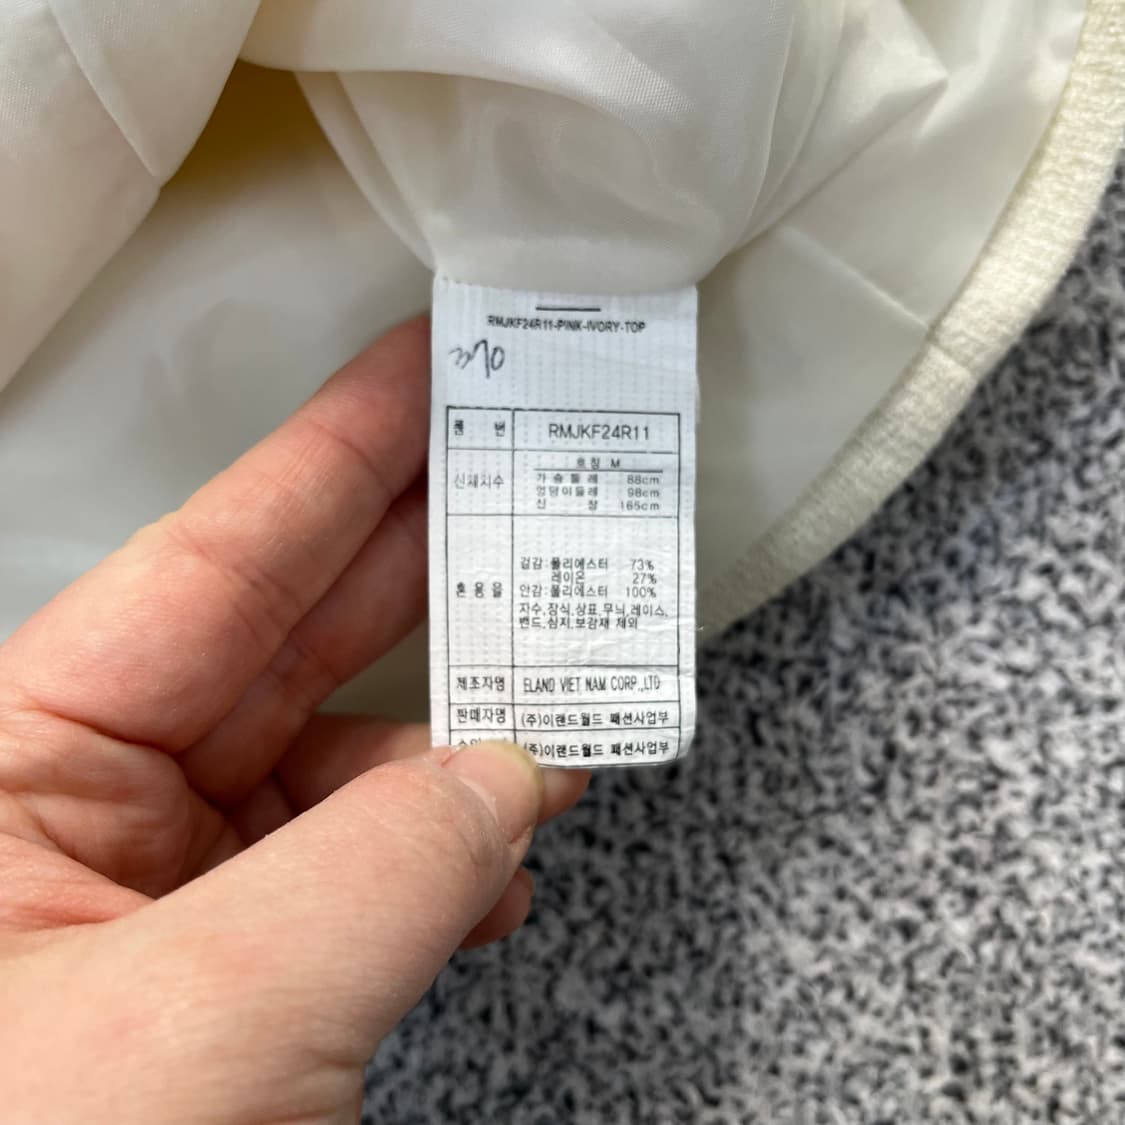 RMJKF24R11-PINK-IVORY-TOP
품 번 RMJKF24R11
호칭 M
신체치수 가슴둘레 88cm
엉덩이둘레 98cm
신 장 165cm
겉감:폴리에스터 73%
레이온 27%
혼용율 안감:폴리에스터 100%
자수,장식,상표,무늬,레이스,
밴드,심지,보강재 제외
제조자명 ELAND VIET NAM CORP.,LTD
판매자명 (주)이랜드월드 패션사업부
(주)이랜드월드 패션사업부